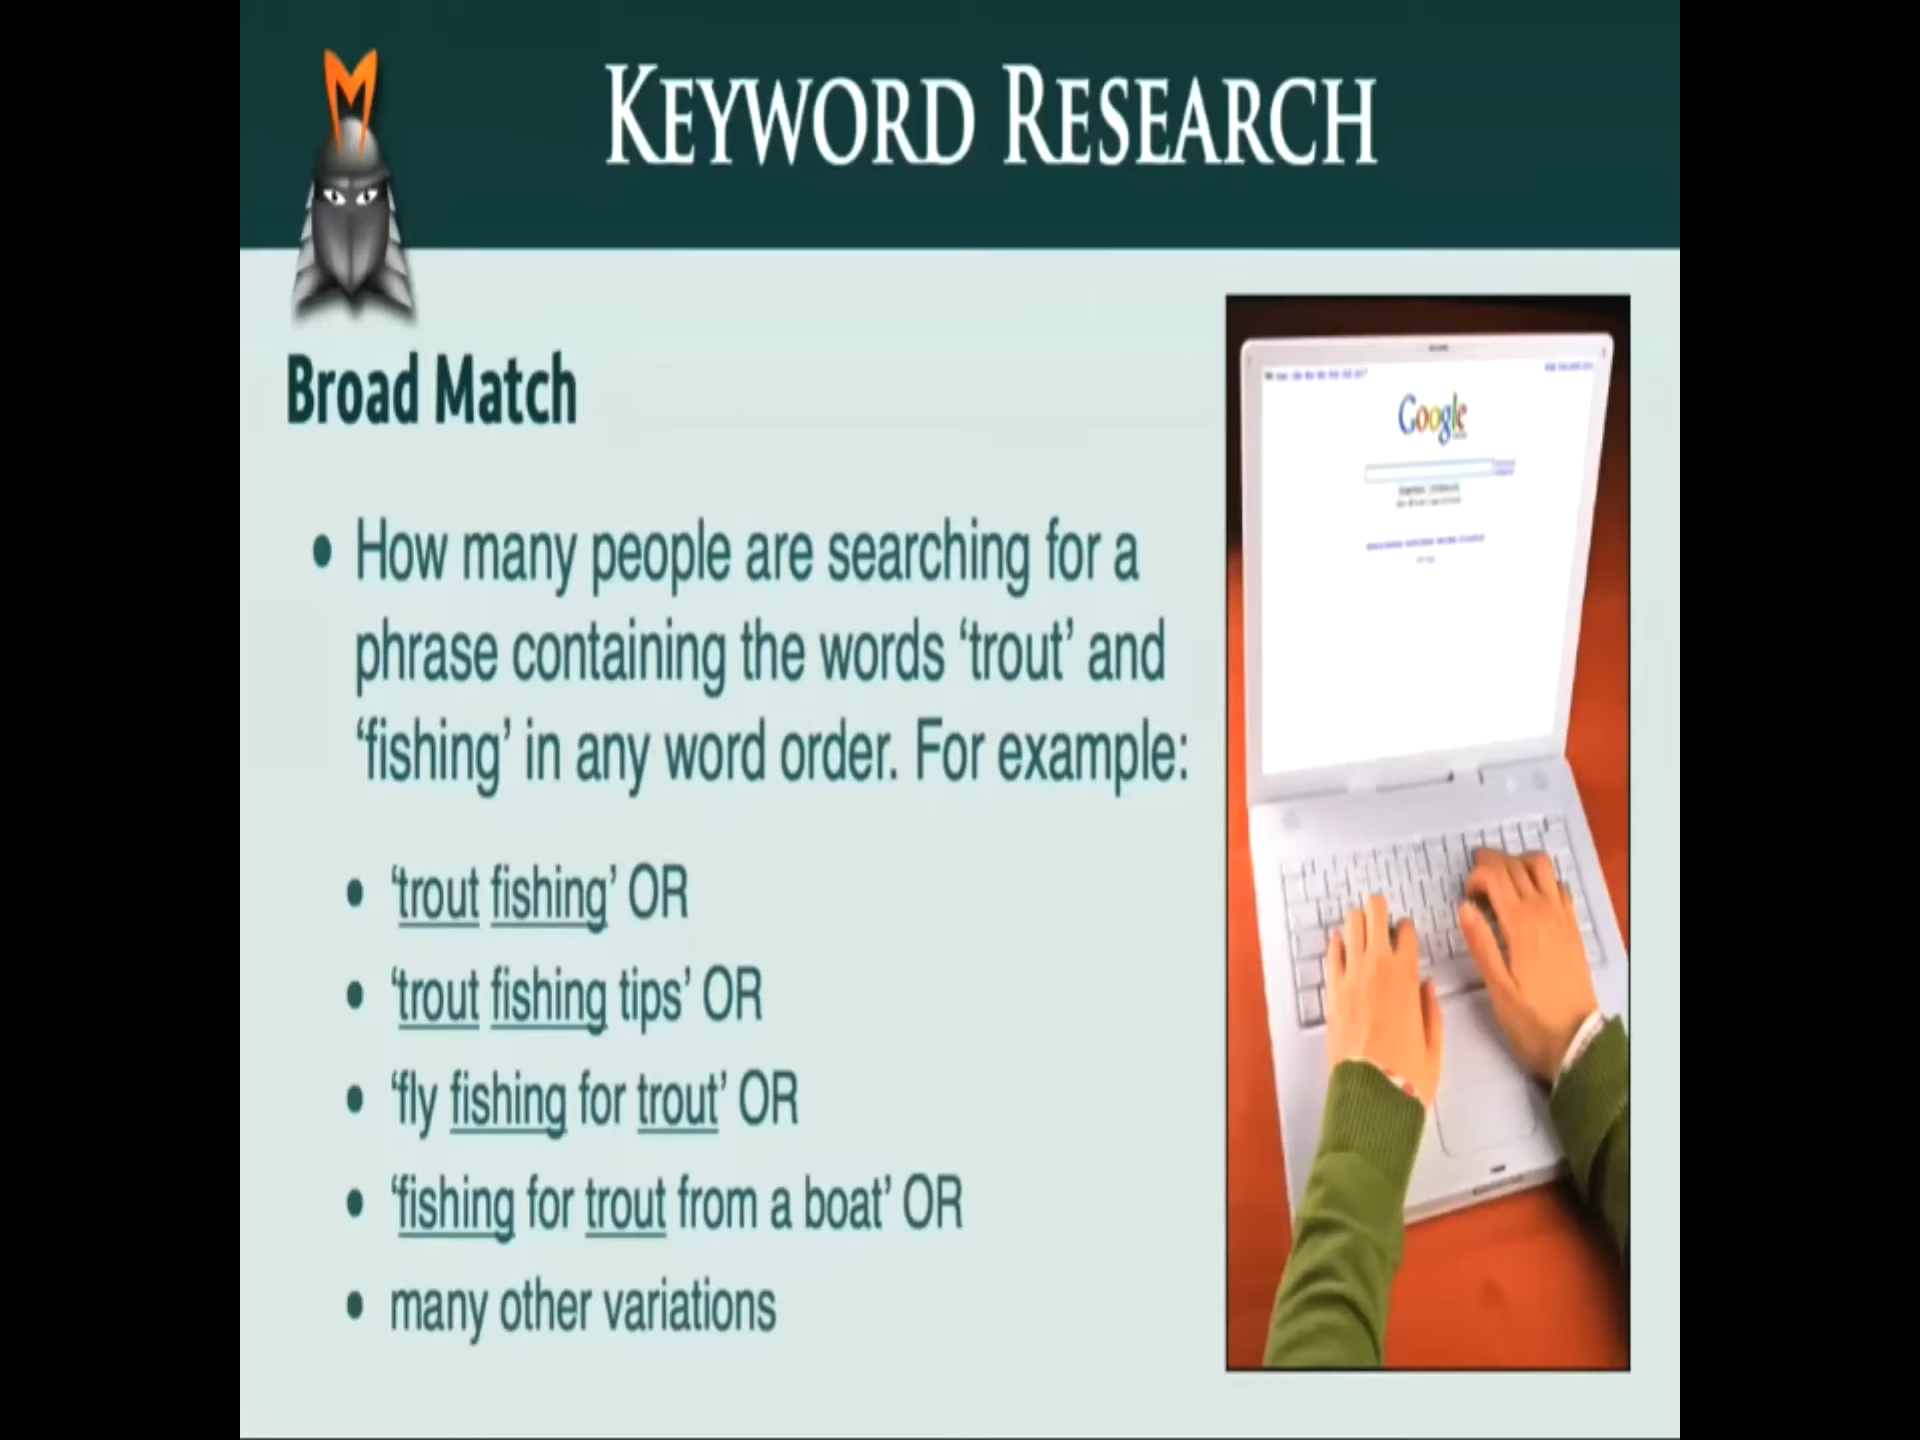 KEYWORD RESEARCH
Broad Match
• How many people are searching for a
phrase containing the words ‘trout’ and
‘fishing’ in any word order. For example:
• ‘trout fishing’ OR
• ‘trout fishing tips’ OR
• ‘fly fishing for trout’ OR
• ‘fishing for trout from a boat’ OR
• many other variations
Google